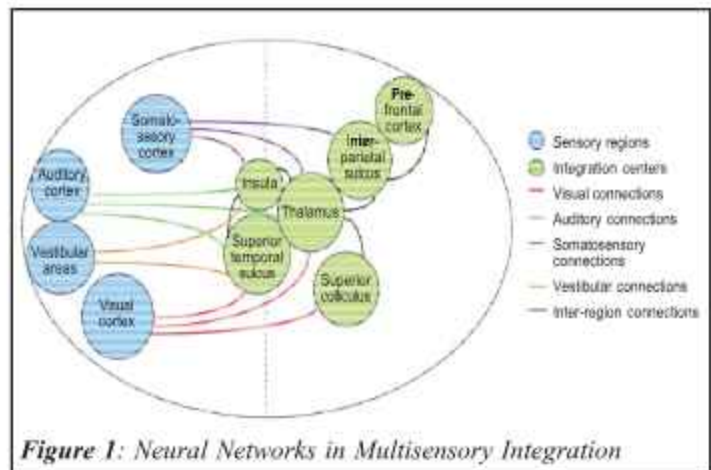 Pre-
frontal
cortex
Somato-
sesory
cortex
Inter-
parietal
sulcus
Auditory
cortex
Insula
Thalamus
Vestibular
areas
Superior
temporal
sulcus
Superior
colliculus
Visual
cortex
Sensory regions
Integration centers
Visual connections
Auditory connections
Somatosensory
connections
Vestibular connections
Inter-region connections
Figure 1: Neural Networks in Multisensory Integration